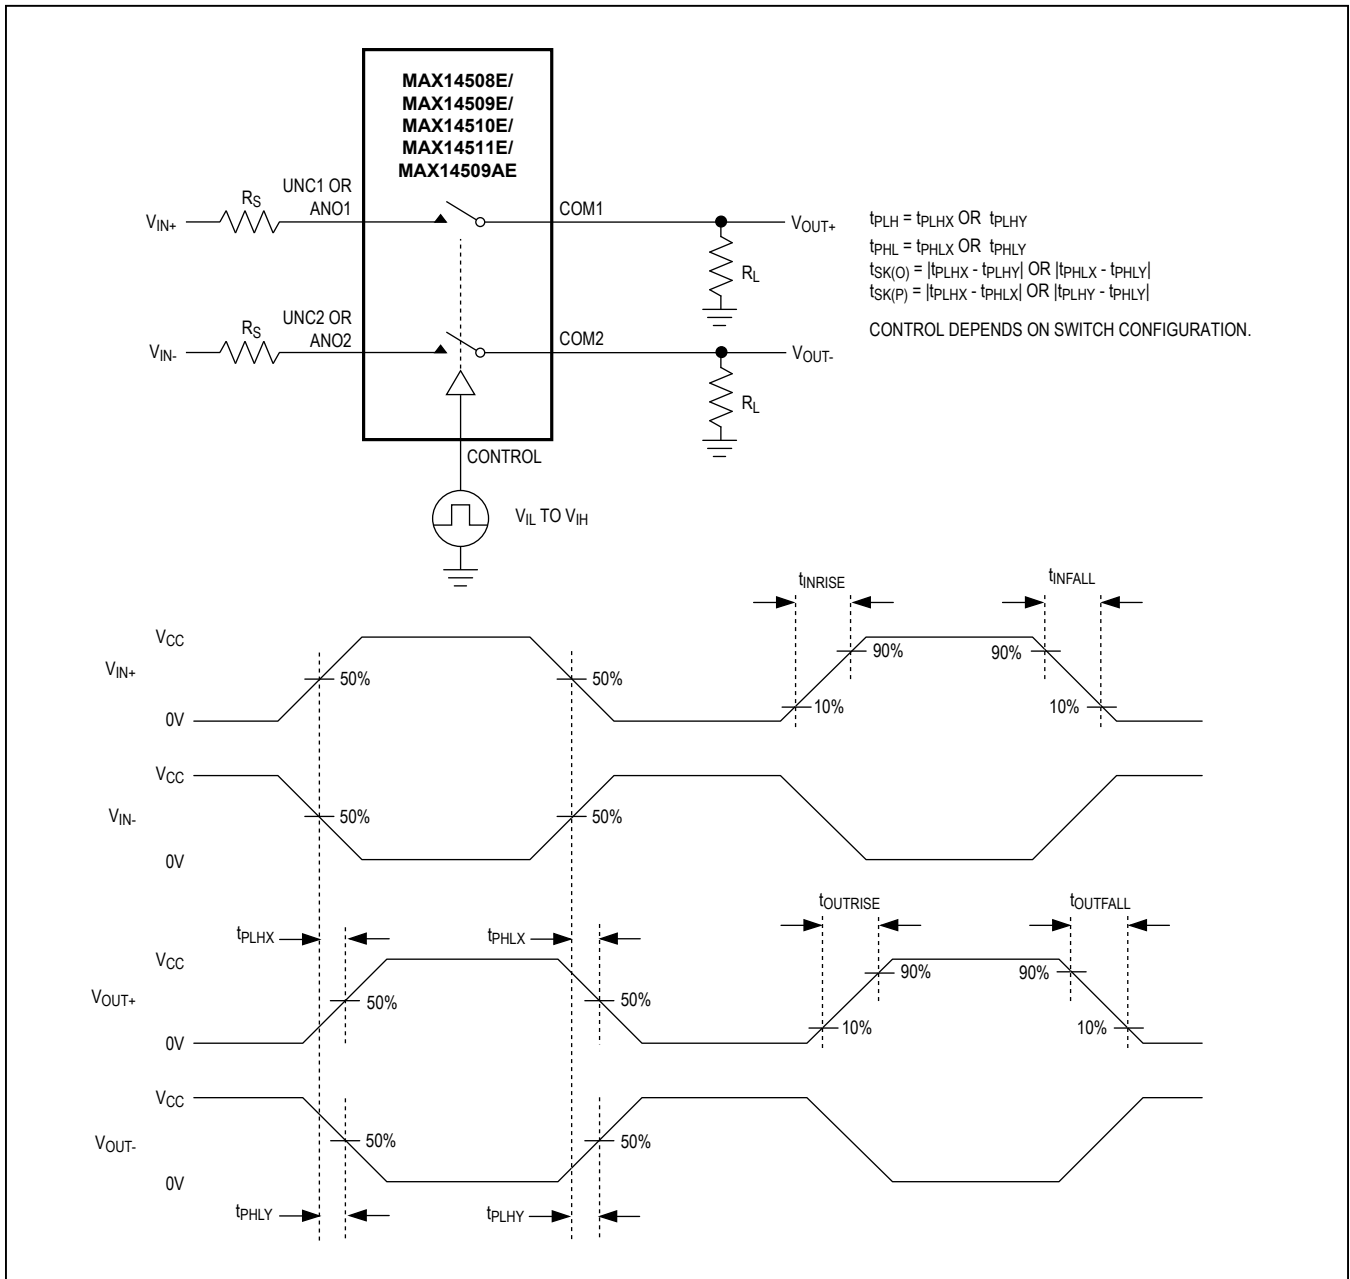 MAX14508E/
MAX14509E/
MAX14510E/
MAX14511E/
MAX14509AE
UNC1 OR
ANO1
RS
VIN+
COM1
VOUT+
RL
tPLH = tPLHX OR tPLHY
tPHL = tPHLX OR tPHLY
tSK(O) = |tPLHX - tPLHY| OR |tPHLX - tPHLY|
tSK(P) = |tPLHX - tPHLX| OR |tPLHY - tPHLY|
CONTROL DEPENDS ON SWITCH CONFIGURATION.
UNC2 OR
ANO2
RS
VIN-
COM2
VOUT-
RL
CONTROL
VIL TO VIH
tINRISE
tINFALL
VCC
VIN+
0V
50%
50%
90%
10%
90%
10%
VCC
VIN-
0V
50%
50%
tPLHX
tPHLX
tOUTRISE
tOUTFALL
VCC
VOUT+
0V
50%
50%
90%
10%
90%
10%
VCC
VOUT-
0V
50%
50%
tPHLY
tPLHY